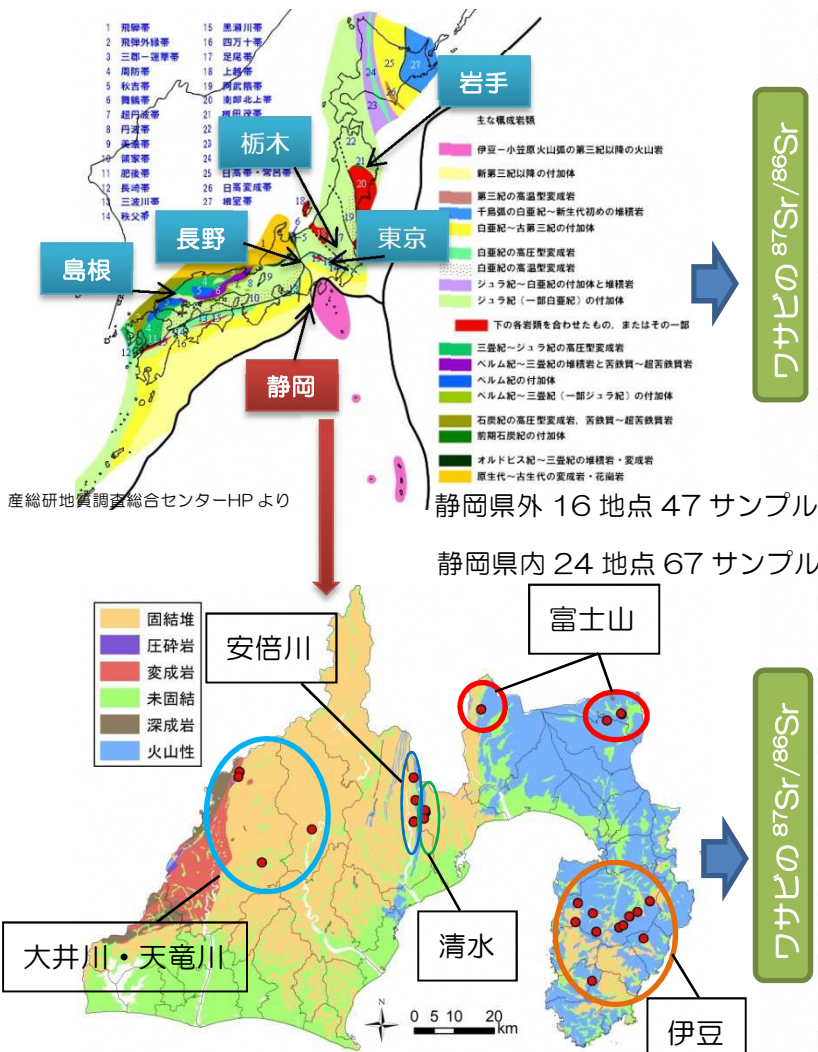 1 飛騨帯
2 飛弾外縁帯
3 三郡－蓮華帯
4 周防帯
5 秋吉帯
6 舞鶴帯
7 超丹波帯
8 丹波帯
9 美濃帯
10 領家帯
11 肥後帯
12 長崎帯
13 三波川帯
14 秩父帯
15 黒瀬川帯
16 四万十帯
17 足尾帯
18 上越帯
19 阿武隈帯
20 南部北上帯
21 根田茂帯
22
23
24
25 日高帯・常呂帯
26 日高変成帯
27 根室帯
岩手
栃木
長野
東京
島根
静岡
主な構成岩類
伊豆－小笠原火山弧の第三紀以降の火山岩
新第三紀以降の付加体
第三紀の高温型変成岩
千島弧の白亜紀～新生代初めの堆積岩
白亜紀～古第三紀の付加体
白亜紀の高圧型変成岩
白亜紀の高温型変成岩
ジュラ紀～白亜紀の付加体と堆積岩
ジュラ紀（一部白亜紀）の付加体
下の各岩類を合わせたもの、またはその一部
三畳紀～ジュラ紀の高圧型変成岩
ペルム紀～三畳紀の堆積岩と苦鉄質～超苦鉄質岩
ペルム紀の付加体
ペルム紀～三畳紀（一部ジュラ紀）の付加体
石炭紀の高圧型変成岩，苦鉄質～超苦鉄質岩
前期石炭紀の付加体
オルドビス紀～三畳紀の堆積岩・変成岩
原生代～古生代の変成岩・花崗岩
ワサビの ⁸⁷Sr/⁸⁶Sr
産総研地質調査総合センターHPより
静岡県外 16 地点 47 サンプル
静岡県内 24 地点 67 サンプル
固結堆
圧砕岩
変成岩
未固結
深成岩
火山性
安倍川
富士山
大井川・天竜川
清水
伊豆
N
0 5 10 20
km
ワサビの ⁸⁷Sr/⁸⁶Sr